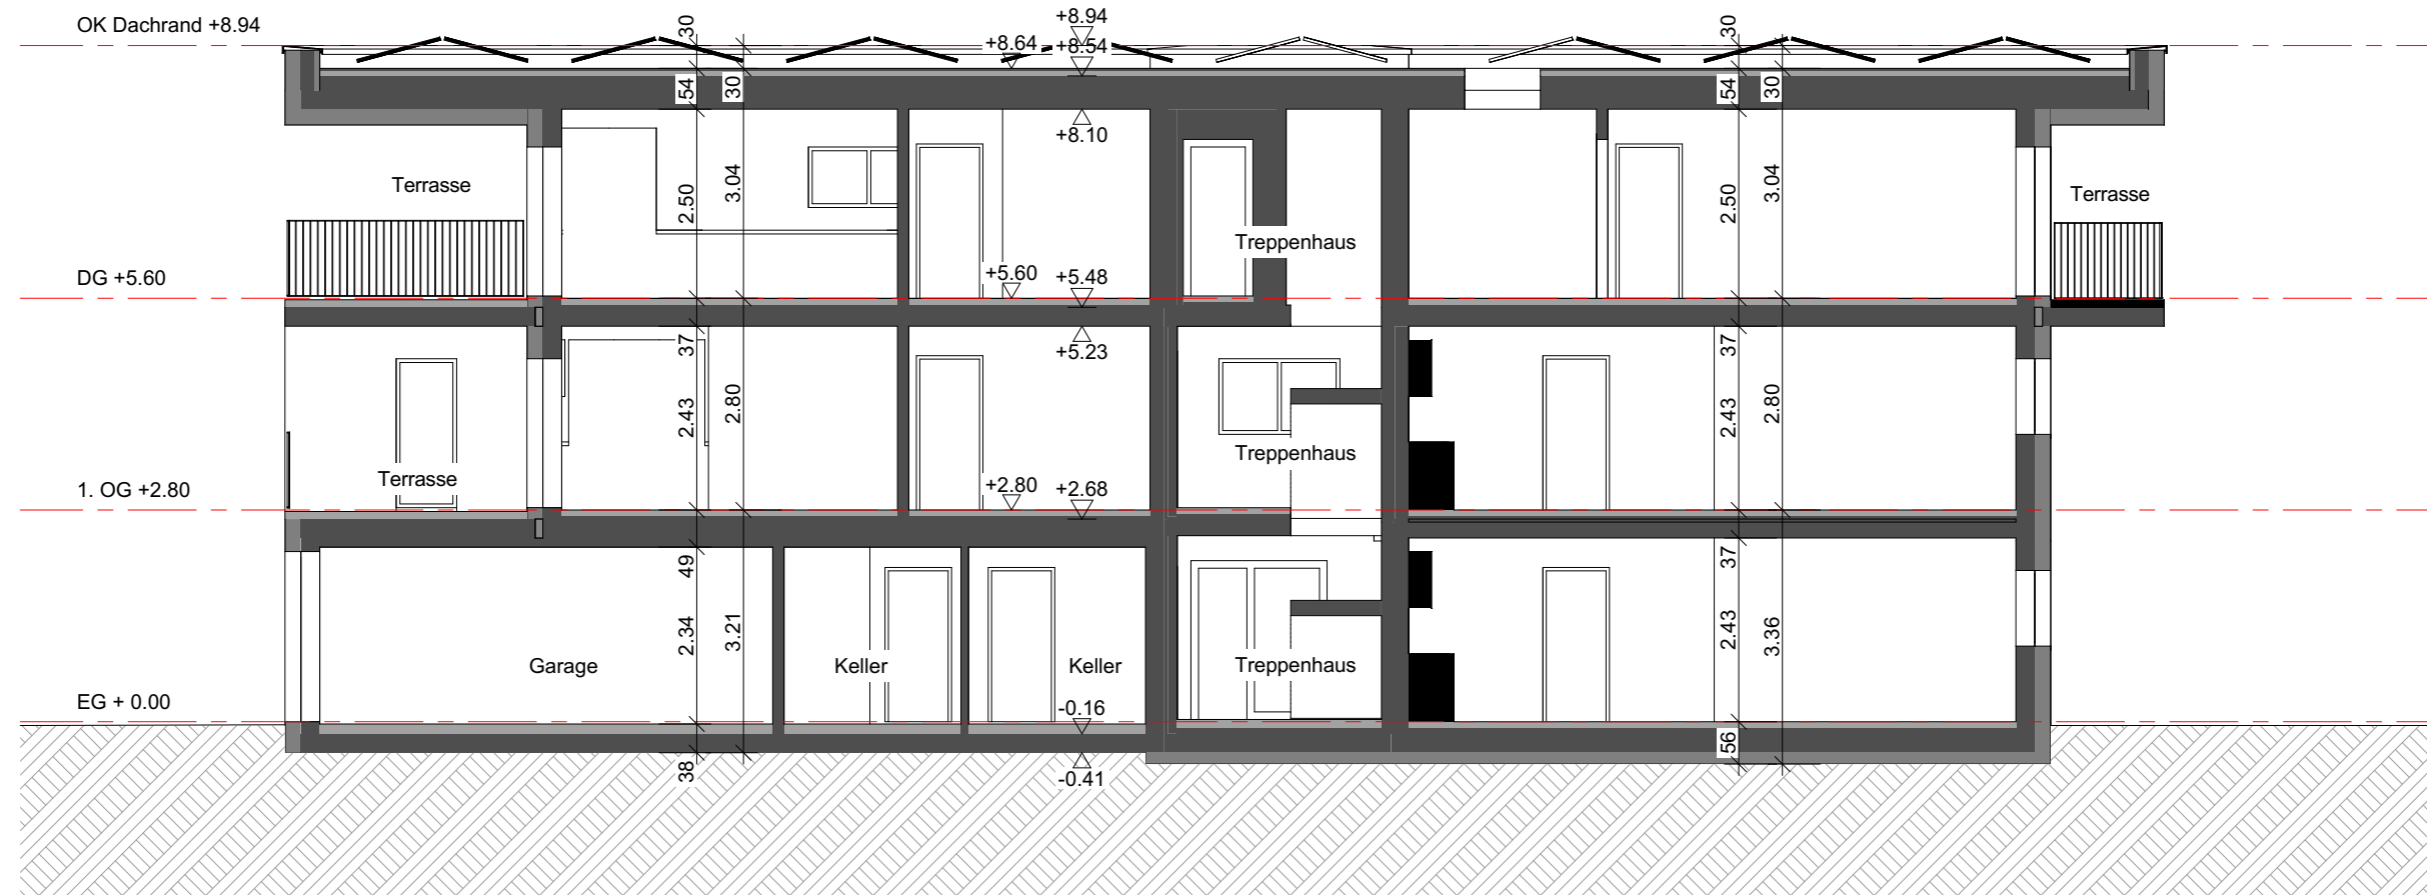 OK Dachrand +8.94
30
+8.94
+8.64
+8.54
30
54
30
54
30
+8.10
Terrasse
2.50
3.04
2.50
3.04
Terrasse
Treppenhaus
DG +5.60
+5.60
+5.48
37
+5.23
37
2.43
2.80
2.43
2.80
Terrasse
Treppenhaus
1. OG +2.80
+2.80
+2.68
49
37
2.34
3.21
2.43
3.36
Garage
Keller
Keller
Treppenhaus
EG + 0.00
-0.16
38
-0.41
56